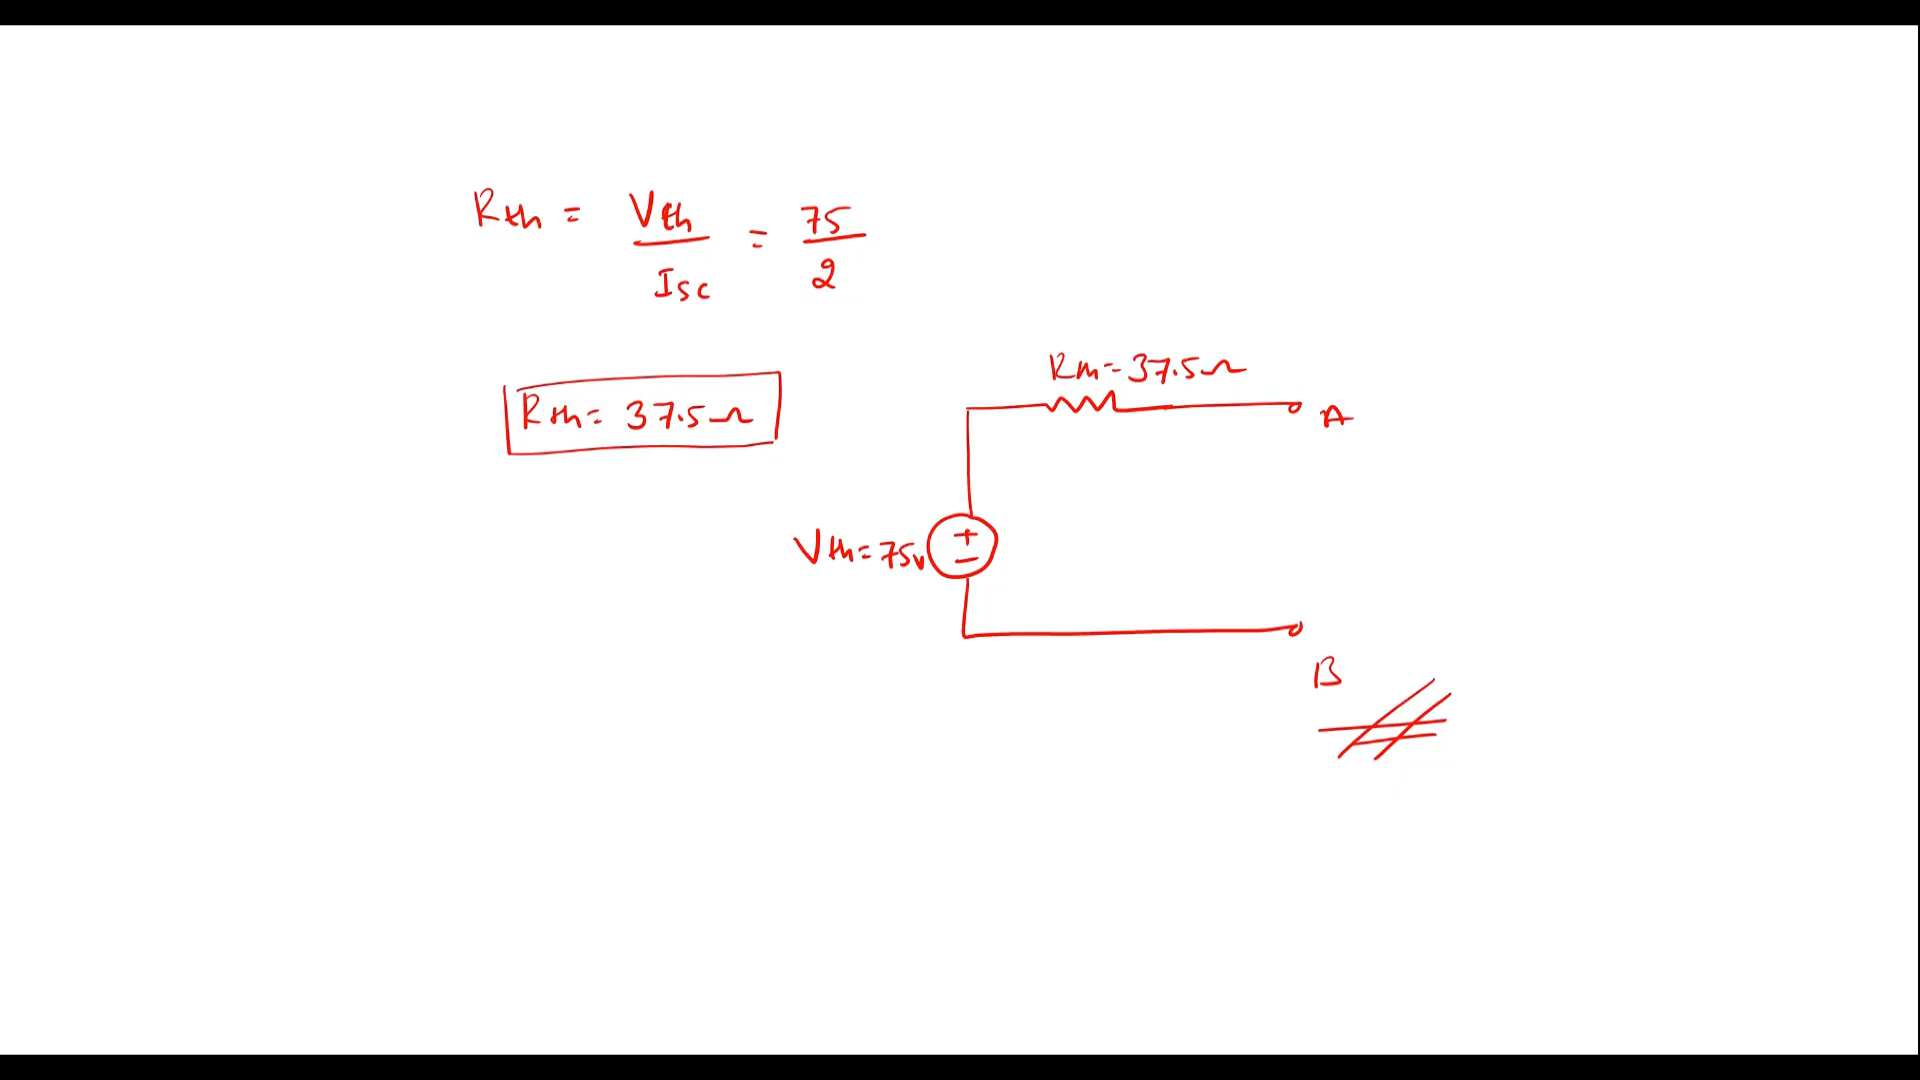 Rth = Vth / Isc = 75 / 2
Rth = 37.5Ω
Rth = 37.5Ω
A
Vth = 75v
+
−
B